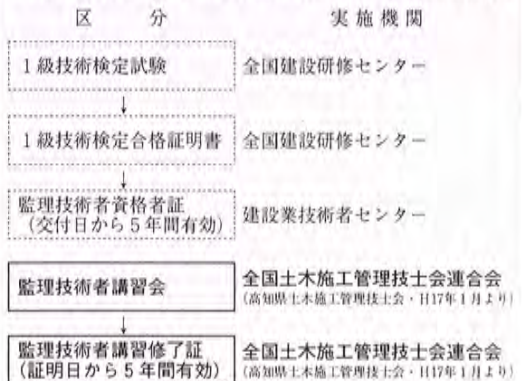 区 分 実施機関
1級技術検定試験 全国建設研修センター
↓
1級技術検定合格証明書 全国建設研修センター
↓
監理技術者資格者証
(交付日から5年間有効) 建設業技術者センター
監理技術者講習会 全国土木施工管理技士会連合会
(高知県土木施工管理技士会・H17年1月より)
↓
監理技術者講習修了証 全国土木施工管理技士会連合会
(証明日から5年間有効) (高知県土木施工管理技士会・H17年1月より)